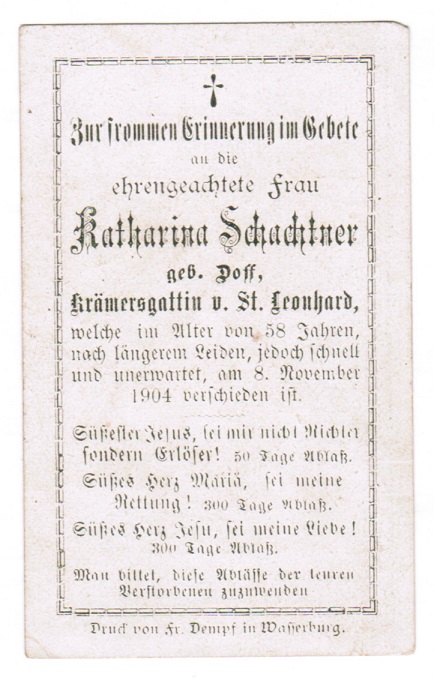 Zur frommen Erinnerung im Gebete
an die
ehrengeachtete Frau
Katharina Schachtner
geb. Doff,
Krämersgattin v. St. Leonhard,
welche im Alter von 58 Jahren,
nach längerem Leiden, jedoch schnell
und unerwartet, am 8. November
1904 verschieden ist.
Süßester Jesus, sei mir nicht Richter
sondern Erlöser! 50 Tage Ablaß.
Süßes Herz Mariä, sei meine
Rettung! 300 Tage Ablaß.
Süßes Herz Jesu, sei meine Liebe!
300 Tage Ablaß.
Man bittet, diese Ablässe der teuren
Verstorbenen zuzuwenden
Druck von Fr. Dempf in Wasserburg.